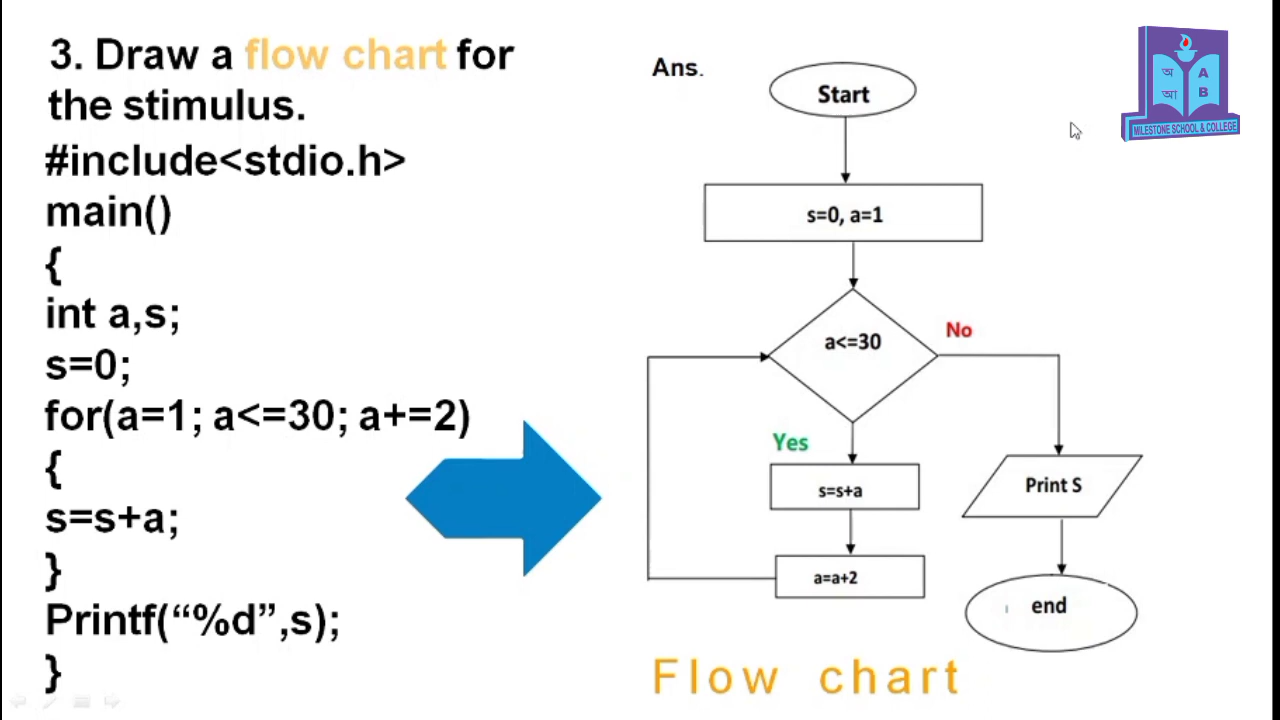 3. Draw a flow chart for
the stimulus.
#include<stdio.h>
main()
{
int a,s;
s=0;
for(a=1; a<=30; a+=2)
{
s=s+a;
}
Printf(“%d”,s);
}
Ans.
Start
s=0, a=1
a<=30
No
Yes
s=s+a
a=a+2
Print S
end
Flow chart
অ
আ
A
B
MILESTONE SCHOOL & COLLEGE